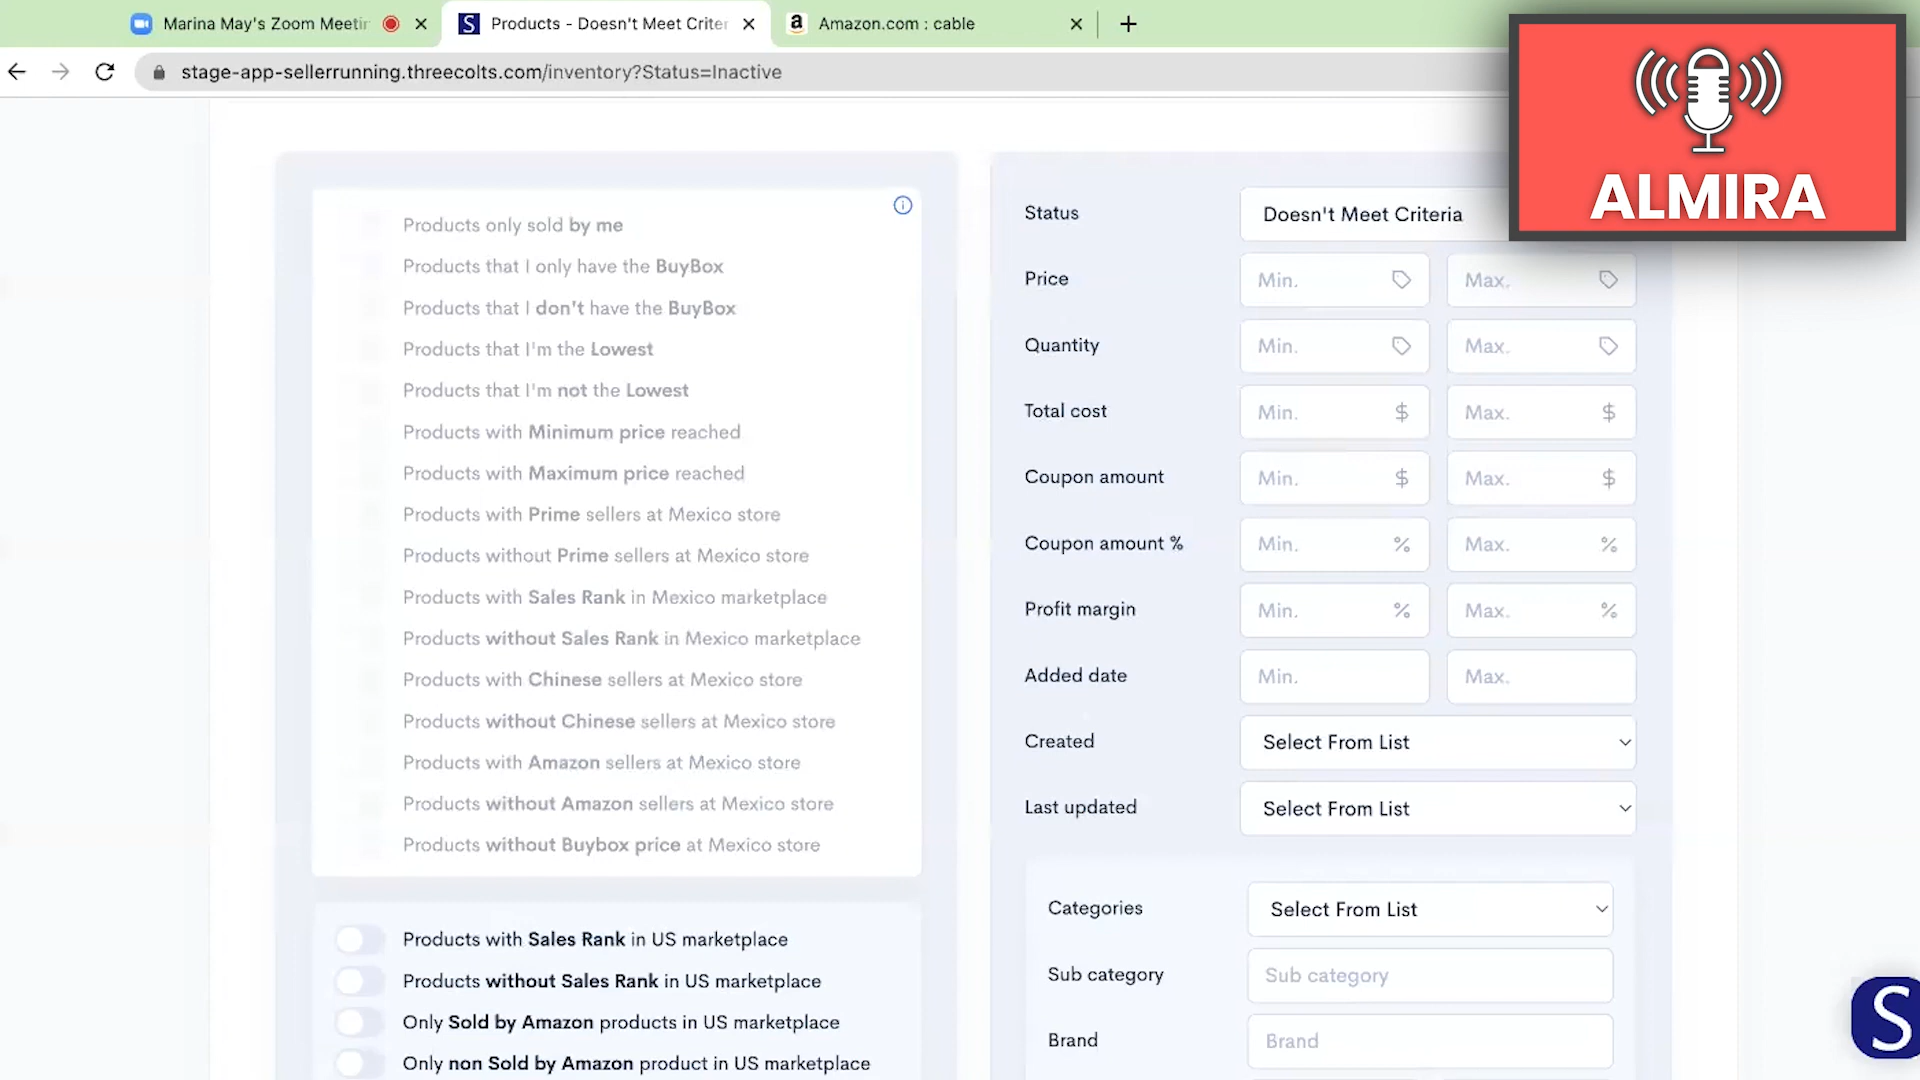 Marina May's Zoom Meetin
Products - Doesn't Meet Criter
Amazon.com : cable
stage-app-sellerrunning.threecolts.com/inventory?Status=Inactive
ALMIRA
Products only sold by me
Products that I only have the BuyBox
Products that I don't have the BuyBox
Products that I'm the Lowest
Products that I'm not the Lowest
Products with Minimum price reached
Products with Maximum price reached
Products with Prime sellers at Mexico store
Products without Prime sellers at Mexico store
Products with Sales Rank in Mexico marketplace
Products without Sales Rank in Mexico marketplace
Products with Chinese sellers at Mexico store
Products without Chinese sellers at Mexico store
Products with Amazon sellers at Mexico store
Products without Amazon sellers at Mexico store
Products without Buybox price at Mexico store
Products with Sales Rank in US marketplace
Products without Sales Rank in US marketplace
Only Sold by Amazon products in US marketplace
Only non Sold by Amazon product in US marketplace
Status Doesn't Meet Criteria
Price Min. Max.
Quantity Min. Max.
Total cost Min. $ Max. $
Coupon amount Min. $ Max. $
Coupon amount % Min. % Max. %
Profit margin Min. % Max. %
Added date Min. Max.
Created Select From List
Last updated Select From List
Categories Select From List
Sub category Sub category
Brand Brand
S